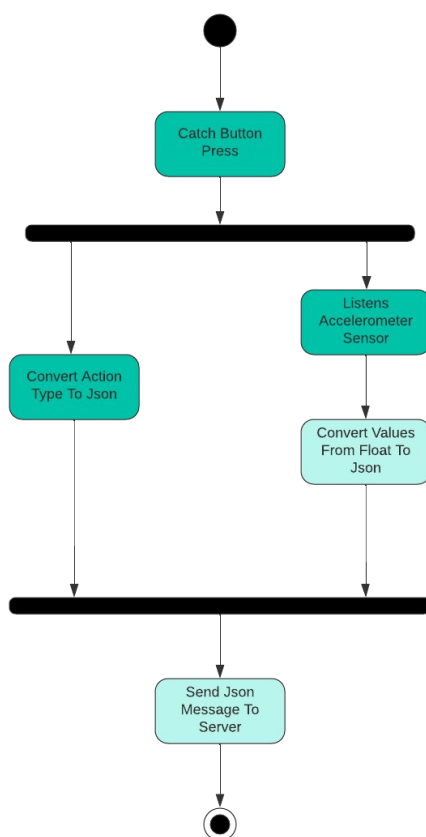 Catch Button
Press
Listens
Accelerometer
Sensor
Convert Action
Type To Json
Convert Values
From Float To
Json
Send Json
Message To
Server